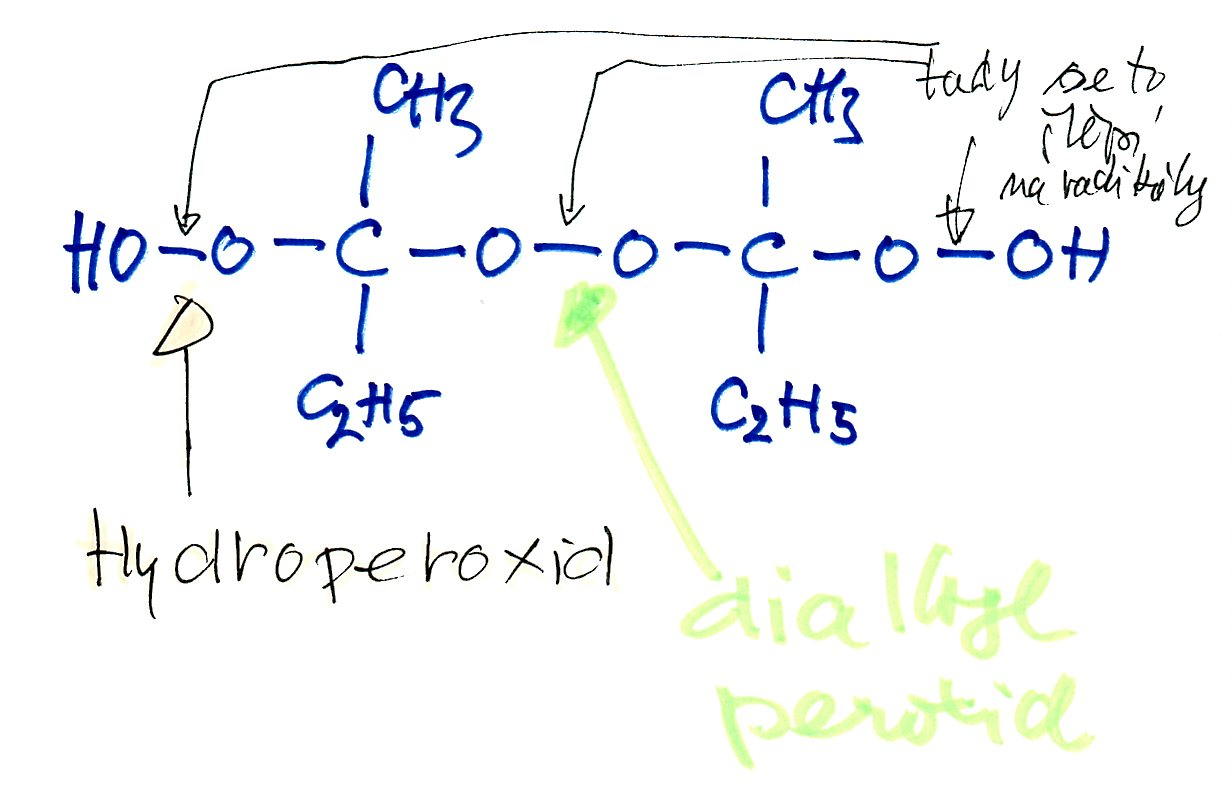 CH3 CH3
tady se to
štěpí
na radikály
HO-O-C-O-O-C-O-OH
C2H5 C2H5
Hydroperoxid
dialkyl
peroxid